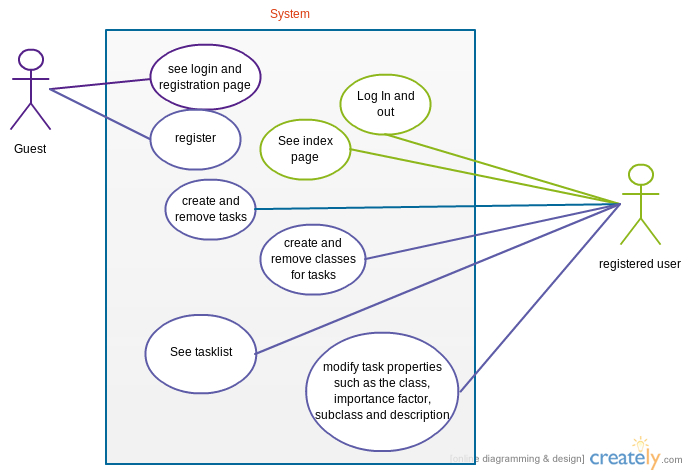 System
see login and
registration page
Log In and
out
register
See index
page
Guest
create and
remove tasks
create and
remove classes
for tasks
registered user
See tasklist
modify task properties
such as the class,
importance factor,
subclass and description
[online diagramming & design] creately.com